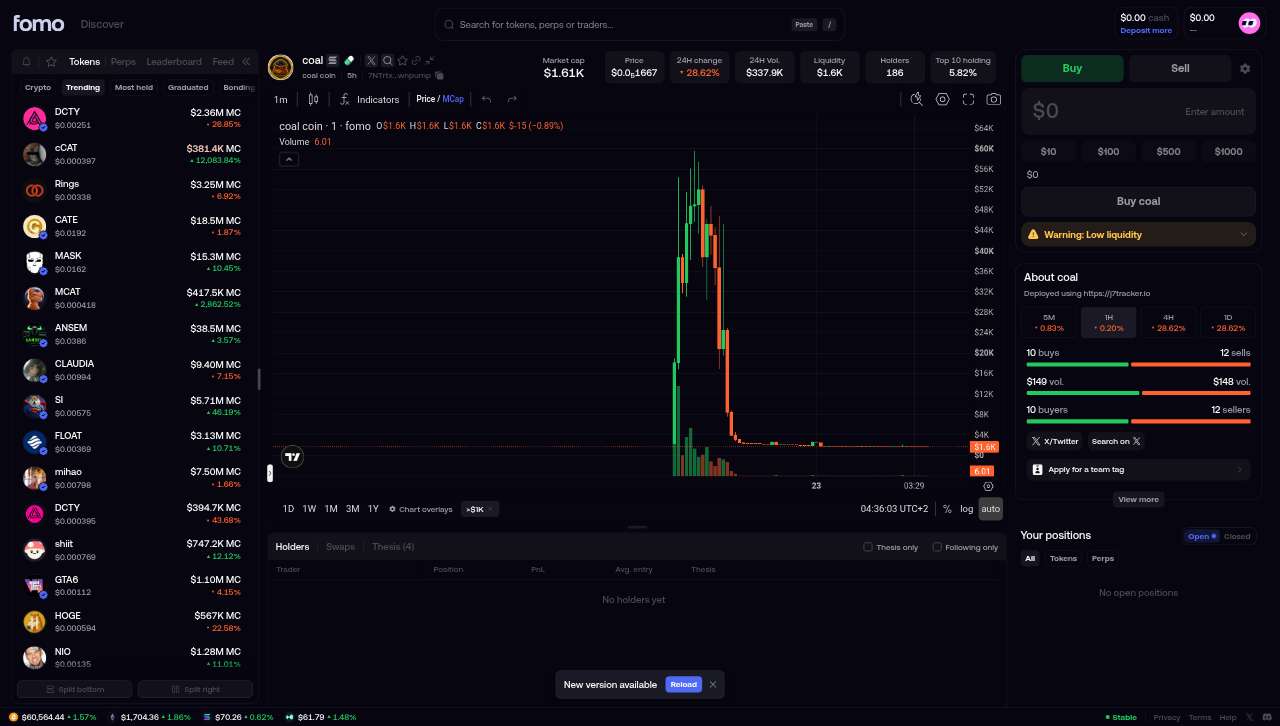 fomo
Discover
Search for tokens, perps or traders...
Paste
/
$0.00 cash
Deposit more
$0.00
—
Tokens Perps Leaderboard Feed
Crypto Trending Most held Graduated Bonding
DCTY $2.36M MC
$0.00251 26.85%
cCAT $381.4K MC
$0.000397 12,083.84%
Rings $3.25M MC
$0.00338 6.92%
CATE $18.5M MC
$0.0192 1.87%
MASK $15.3M MC
$0.0162 10.45%
MCAT $417.5K MC
$0.000418 2,862.52%
ANSEM $38.5M MC
$0.0386 3.57%
CLAUDIA $9.40M MC
$0.00994 7.15%
SI $5.71M MC
$0.00575 46.19%
FLOAT $3.13M MC
$0.00369 10.71%
mihao $7.50M MC
$0.00798 1.66%
DCTY $394.7K MC
$0.000395 43.68%
shiit $747.2K MC
$0.000769 12.12%
GTA6 $1.10M MC
$0.00112 4.15%
HOGE $567K MC
$0.000594 22.58%
NIO $1.28M MC
$0.00135 11.01%
Split bottom Split right
coal
coal coin 5h 7NTrtx...wnpump
Market cap
$1.61K
Price
$0.0₅1667
24H change
28.62%
24H Vol.
$337.9K
Liquidity
$1.6K
Holders
186
Top 10 holding
5.82%
1m Indicators Price / MCap
coal coin · 1 · fomo O$1.6K H$1.6K L$1.6K C$1.6K $-15 (−0.89%)
Volume 6.01
$64K
$60K
$56K
$52K
$48K
$44K
$40K
$36K
$32K
$28K
$24K
$20K
$16K
$12K
$8K
$4K
$1.6K
$0
6.01
23 03:29
1D 1W 1M 3M 1Y Chart overlays >$1K 04:36:03 UTC+2 % log auto
Holders Swaps Thesis (4) Thesis only Following only
Trader Position PnL Avg. entry Thesis
No holders yet
New version available Reload
Buy Sell
$0 Enter amount
$10 $100 $500 $1000
$0
Buy coal
Warning: Low liquidity
About coal
Deployed using https://j7tracker.io
5M 1H 4H 1D
0.83% 0.20% 28.62% 28.62%
10 buys 12 sells
$149 vol. $148 vol.
10 buyers 12 sellers
X/Twitter Search on X
Apply for a team tag
View more
Your positions Open Closed
All Tokens Perps
No open positions
$60,564.44 1.57% $1,704.36 1.86% $70.26 0.62% $61.79 1.48%
Stable Privacy Terms Help